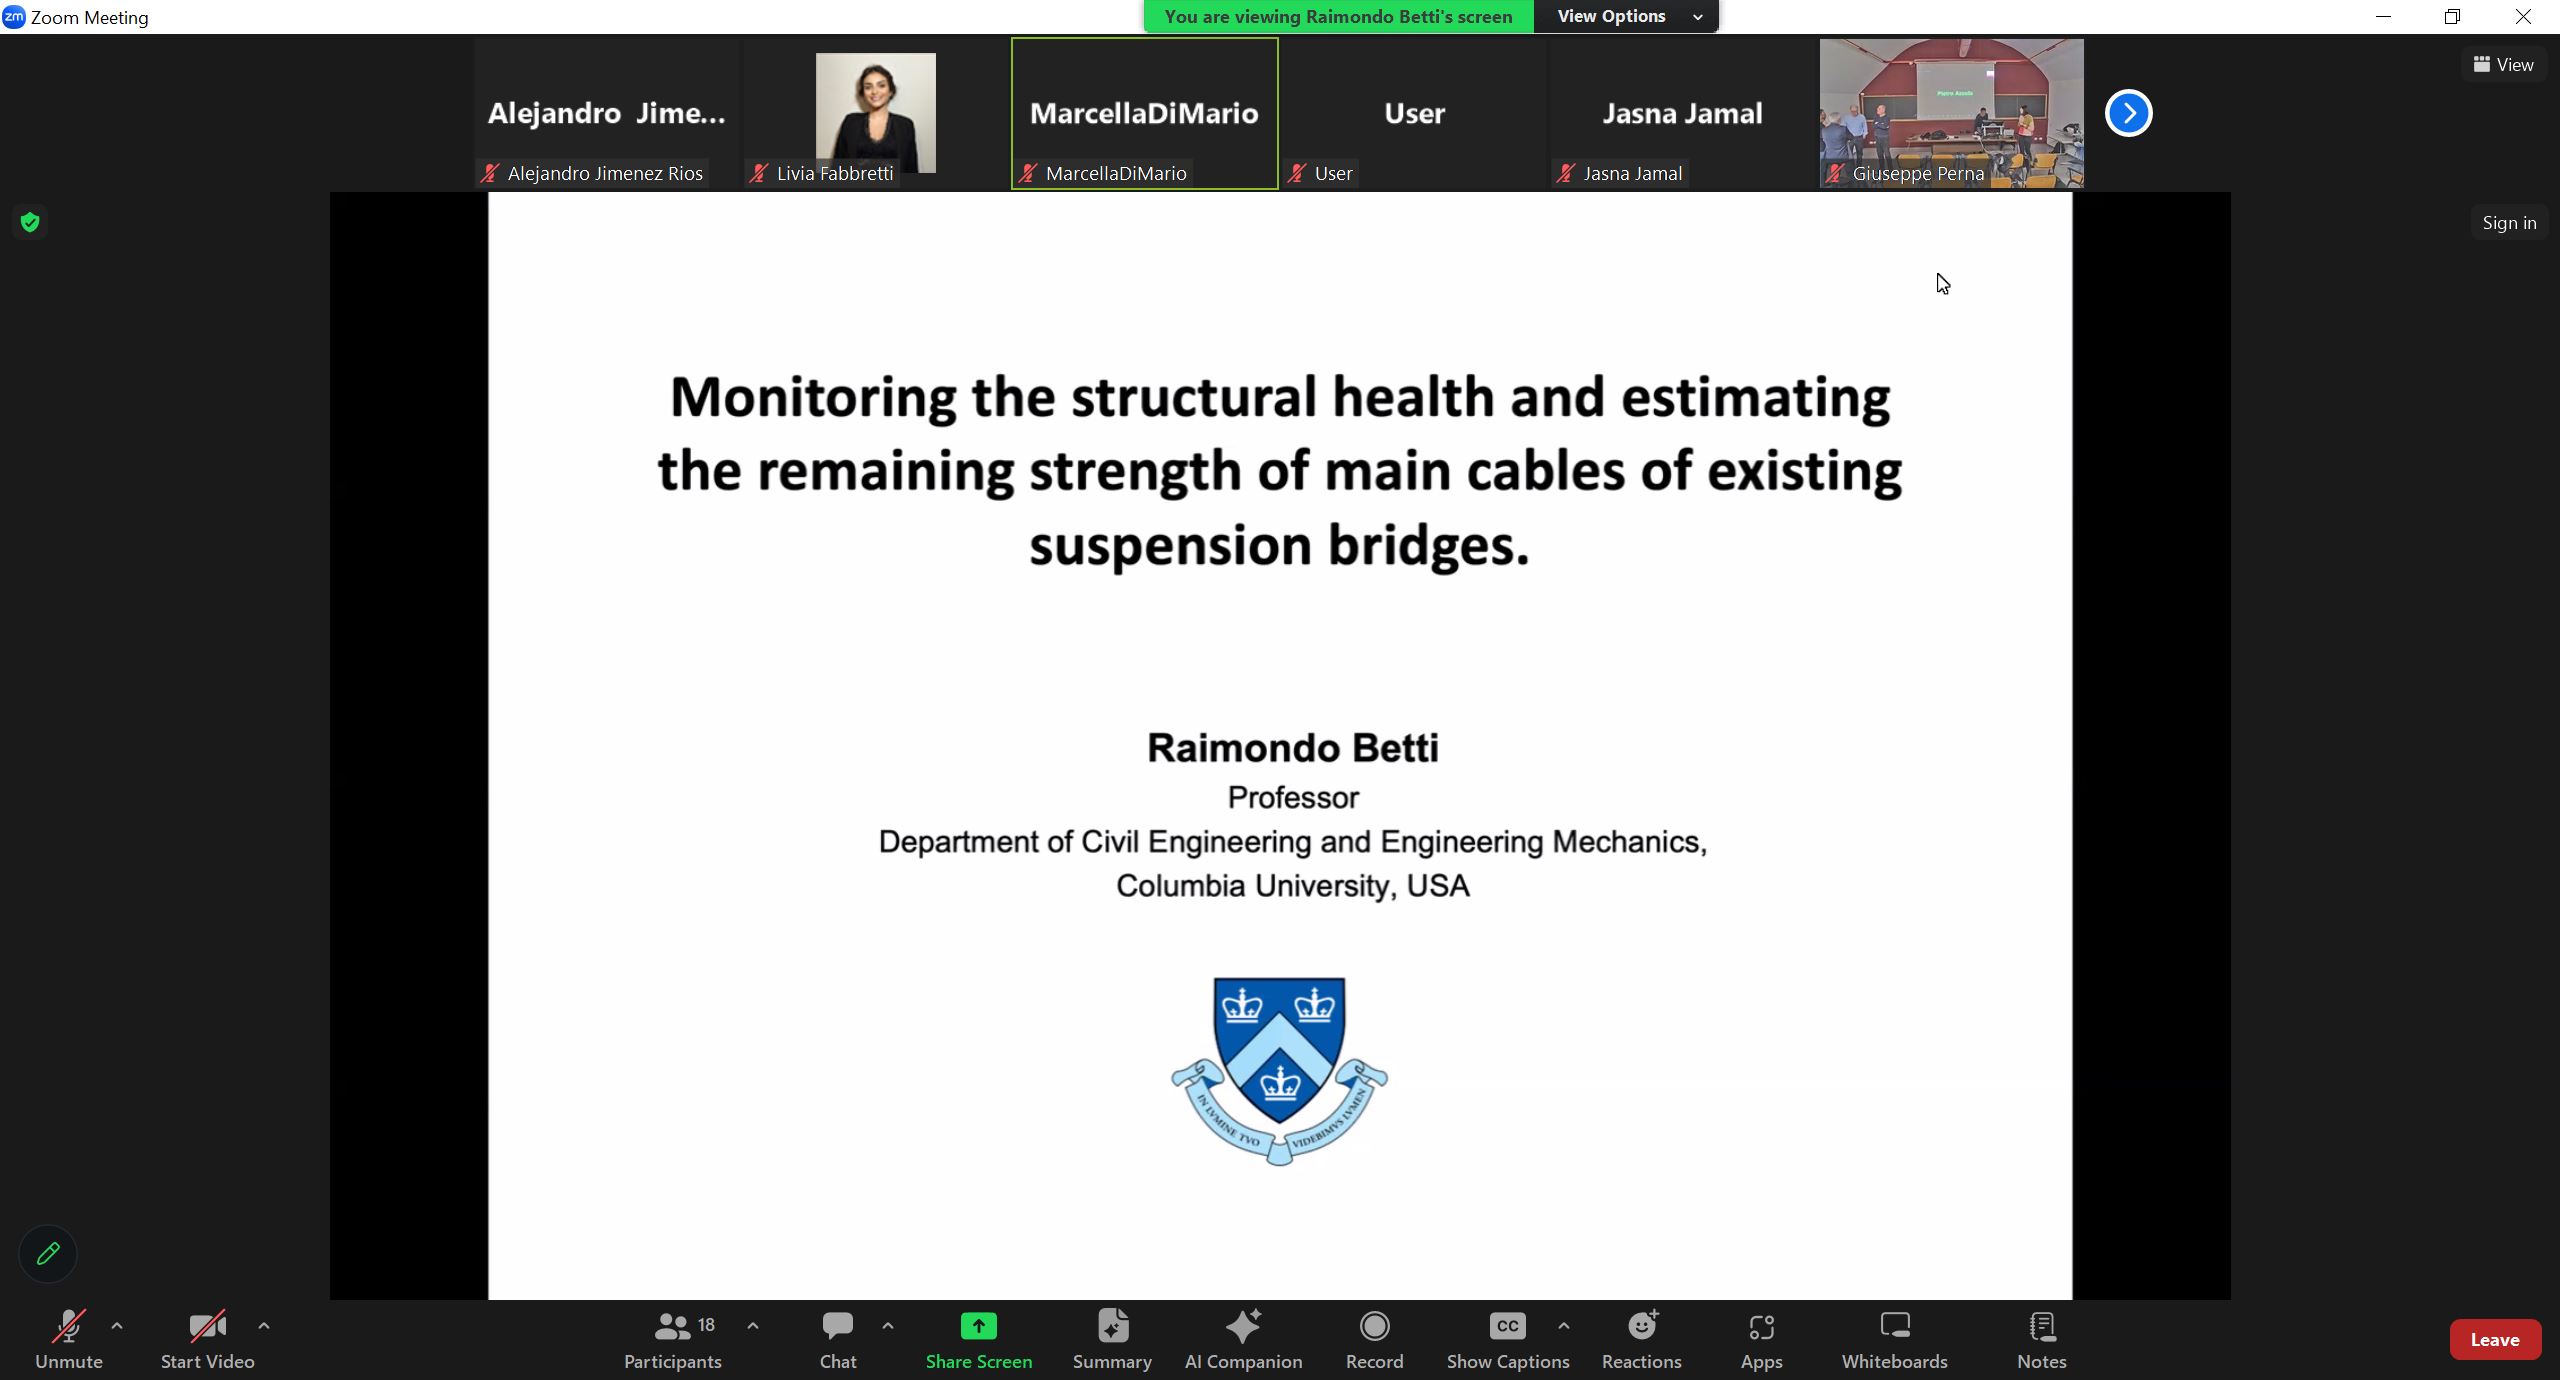 zm Zoom Meeting
You are viewing Raimondo Betti's screen
View Options
View
Alejandro Jime...
MarcellaDiMario
User
Jasna Jamal
Pietro Assola
Alejandro Jimenez Rios
Livia Fabbretti
MarcellaDiMario
User
Jasna Jamal
Giuseppe Perna
Sign in
Monitoring the structural health and estimating
the remaining strength of main cables of existing
suspension bridges.
Raimondo Betti
Professor
Department of Civil Engineering and Engineering Mechanics,
Columbia University, USA
IN LVMINE TVO VIDEBIMVS LVMEN
18
CC
Unmute
Start Video
Participants
Chat
Share Screen
Summary
AI Companion
Record
Show Captions
Reactions
Apps
Whiteboards
Notes
Leave